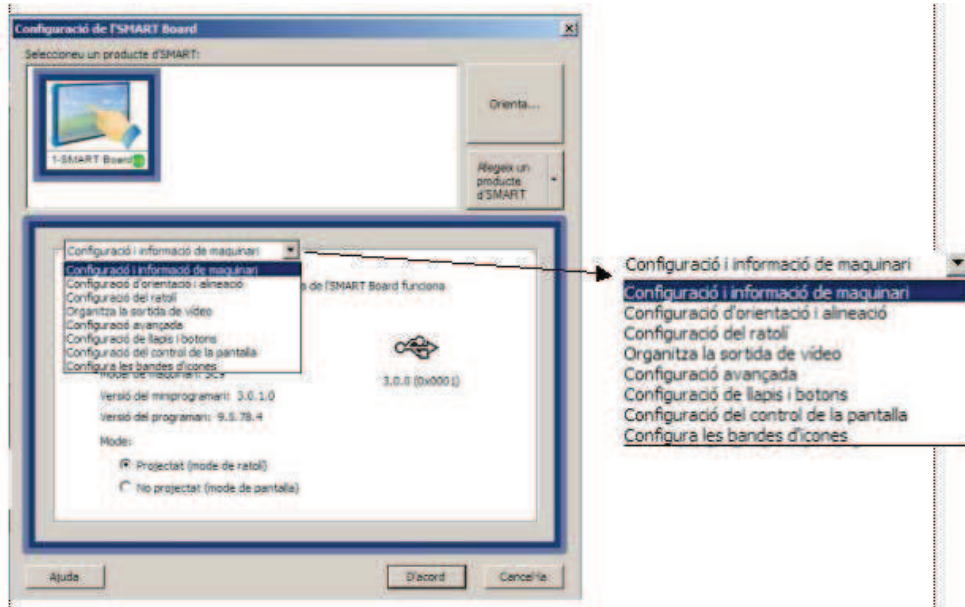 Configuració de l'SMART Board
Seleccioneu un producte d'SMART:
1-SMART Board
Orienta...
Afegeix un
producte
d'SMART
Configuració i informació de maquinari
Configuració i informació de maquinari
Configuració d'orientació i alineació
Configuració del ratolí
Organitza la sortida de vídeo
Configuració avançada
Configuració de llapis i botons
Configuració del control de la pantalla
Configura les bandes d'icones
de l'SMART Board funciona
Model de maquinari: SC9
3.0.0 (0x0001)
Versió del miniprogramari: 3.0.1.0
Versió del programari: 9.5.78.4
Mode:
Projectat (mode de ratolí)
No projectat (mode de pantalla)
Ajuda
D'acord
Cancel·la
Configuració i informació de maquinari
Configuració i informació de maquinari
Configuració d'orientació i alineació
Configuració del ratolí
Organitza la sortida de vídeo
Configuració avançada
Configuració de llapis i botons
Configuració del control de la pantalla
Configura les bandes d'icones